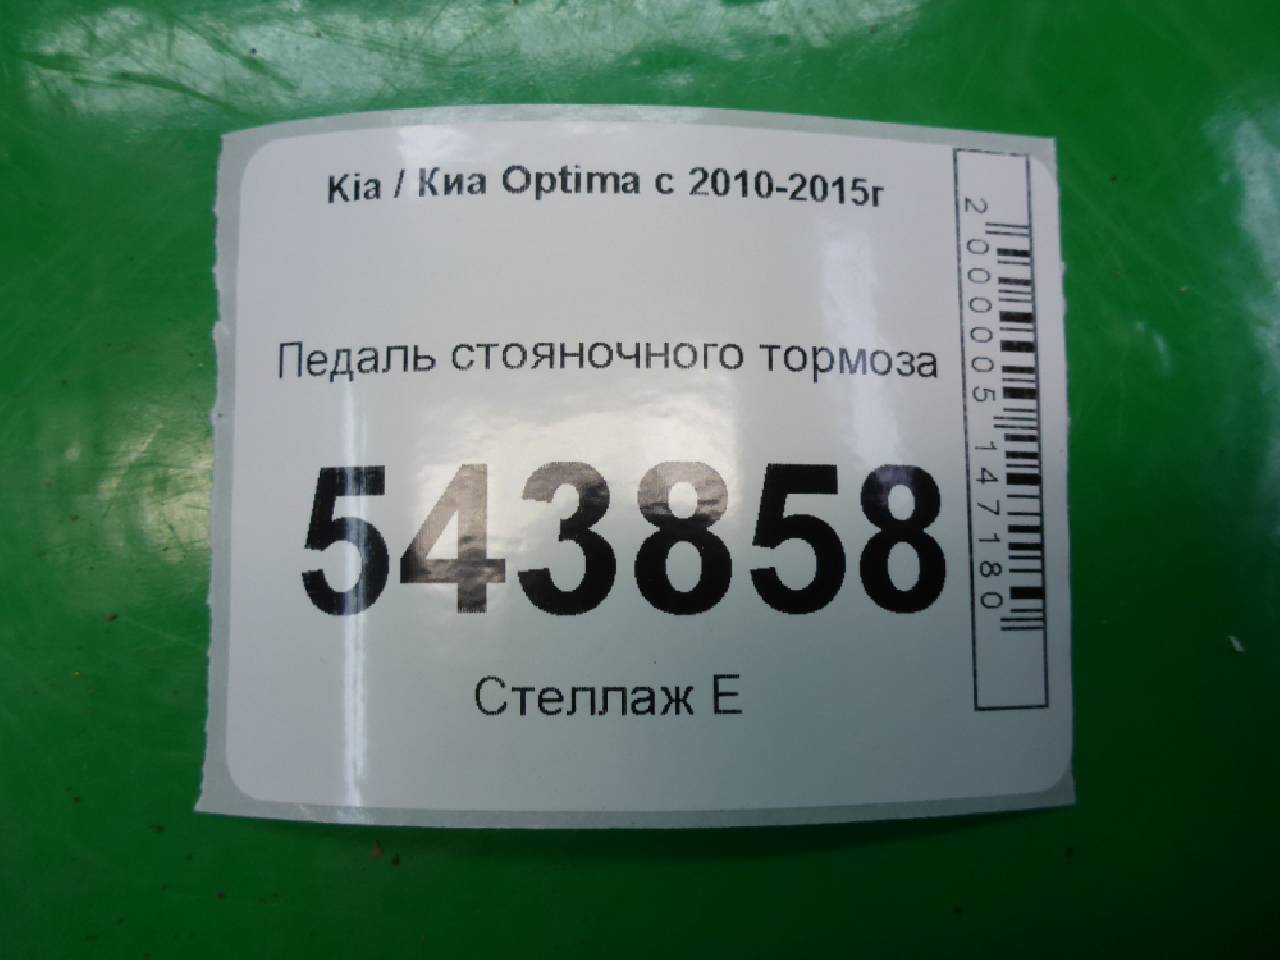 Kia / Киа Optima с 2010-2015г
Педаль стояночного тормоза
543858
Стеллаж Е
2000005147180